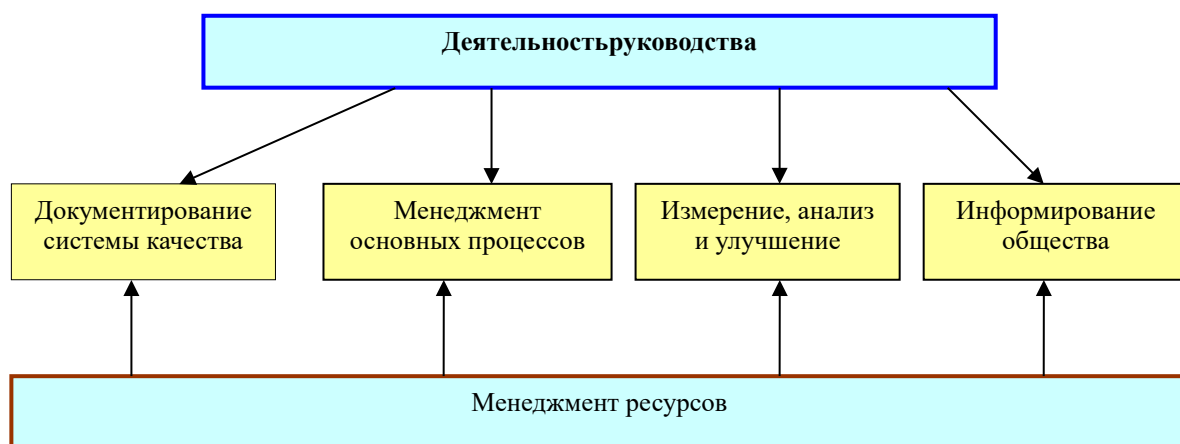 Деятельностьруководства
Документирование
системы качества
Менеджмент
основных процессов
Измерение, анализ
и улучшение
Информирование
общества
Менеджмент ресурсов